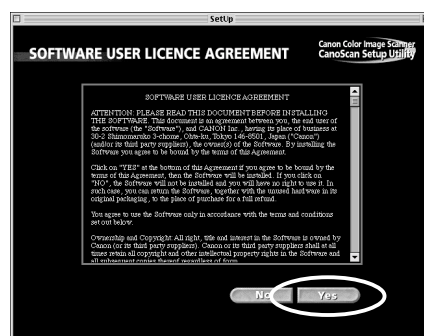 SetUp
SOFTWARE USER LICENCE AGREEMENT
Canon Color Image Scanner
CanoScan Setup Utility
SOFTWARE USER LICENCE AGREEMENT
ATTENTION: PLEASE READ THIS DOCUMENT BEFORE INSTALLING
THE SOFTWARE. This document is an agreement between you, the end user of
the software (the "Software"), and CANON Inc., having its place of business at
30-2 Shimomaruko 3-chome, Ohta-ku, Tokyo 146-8501, Japan ("Canon")
(and/or its third party suppliers), the owner(s) of the Software. By installing the
Software you agree to be bound by the terms of this Agreement.
Click on "YES" at the bottom of this Agreement if you agree to be bound by the
terms of this Agreement, then the Software will be installed. If you click on
"NO", the Software will not be installed and you will have no right to use it. In
such case, you can return the Software, together with the unused hardware in its
original packaging, to the place of purchase for a full refund.
You agree to use the Software only in accordance with the terms and conditions
set out below.
Ownership and Copyright: All right, title and interest in the Software is owned by
Canon (or its third party suppliers). Canon or its third party suppliers shall at all
times retain all copyright and other intellectual property rights in the Software and
all subsequent copies thereof regardless of form.
No
Yes